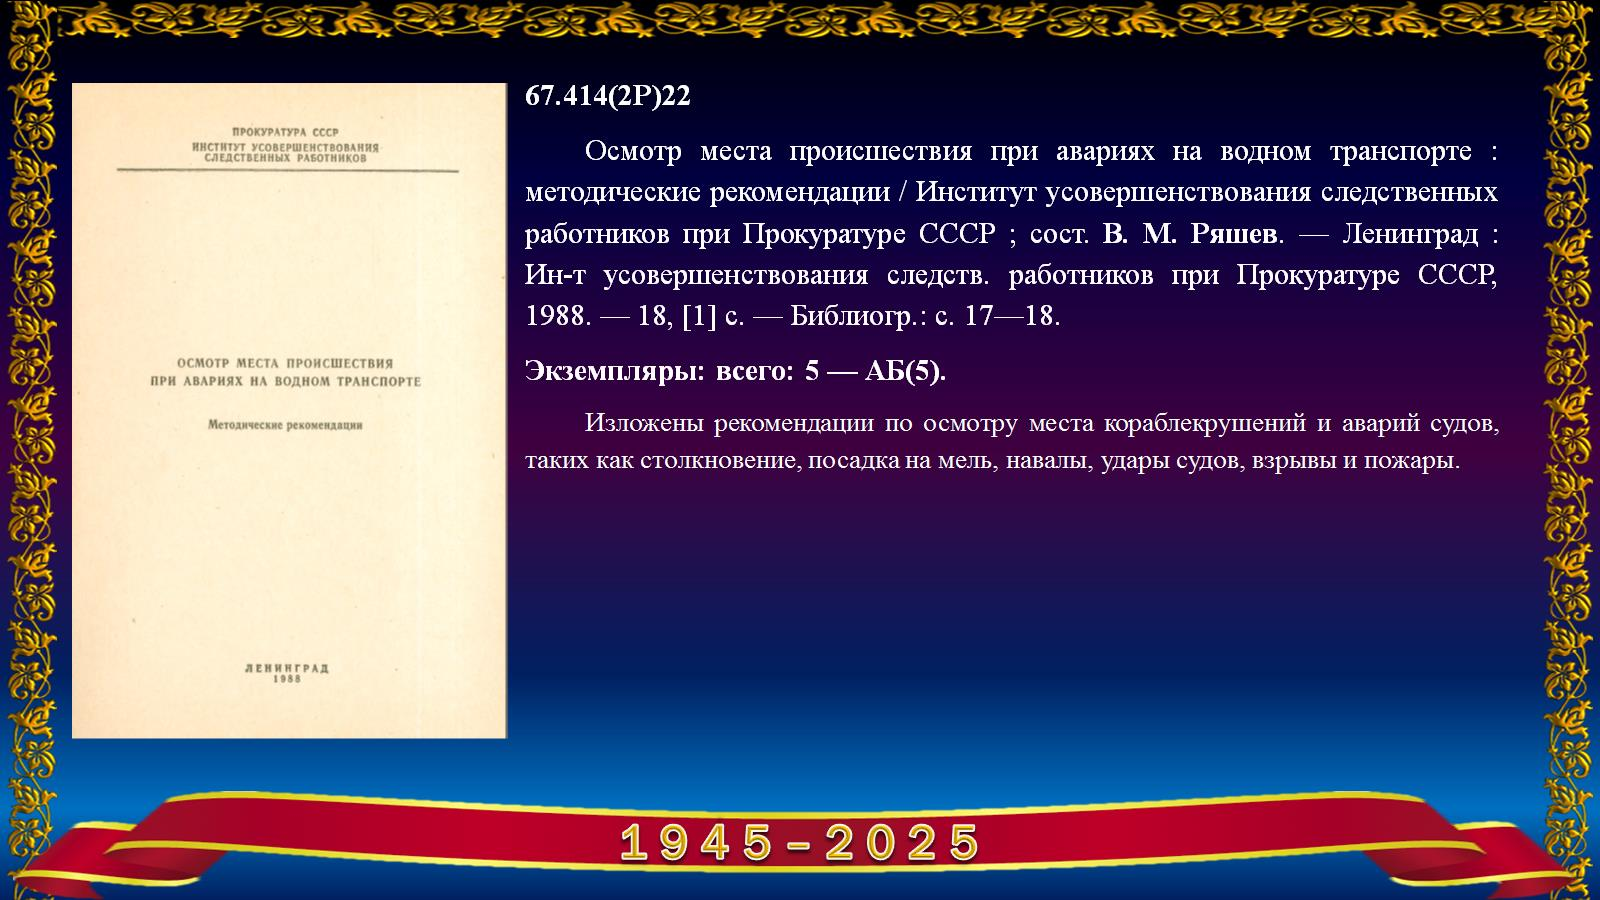 ПРОКУРАТУРА СССР
ИНСТИТУТ УСОВЕРШЕНСТВОВАНИЯ
СЛЕДСТВЕННЫХ РАБОТНИКОВ
ОСМОТР МЕСТА ПРОИСШЕСТВИЯ
ПРИ АВАРИЯХ НА ВОДНОМ ТРАНСПОРТЕ
Методические рекомендации
ЛЕНИНГРАД
1988
67.414(2Р)22
Осмотр места происшествия при авариях на водном транспорте :
методические рекомендации / Институт усовершенствования следственных
работников при Прокуратуре СССР ; сост. В. М. Ряшев. — Ленинград :
Ин-т усовершенствования следств. работников при Прокуратуре СССР,
1988. — 18, [1] с. — Библиогр.: с. 17—18.
Экземпляры: всего: 5 — АБ(5).
Изложены рекомендации по осмотру места кораблекрушений и аварий судов,
таких как столкновение, посадка на мель, навалы, удары судов, взрывы и пожары.
1945–2025